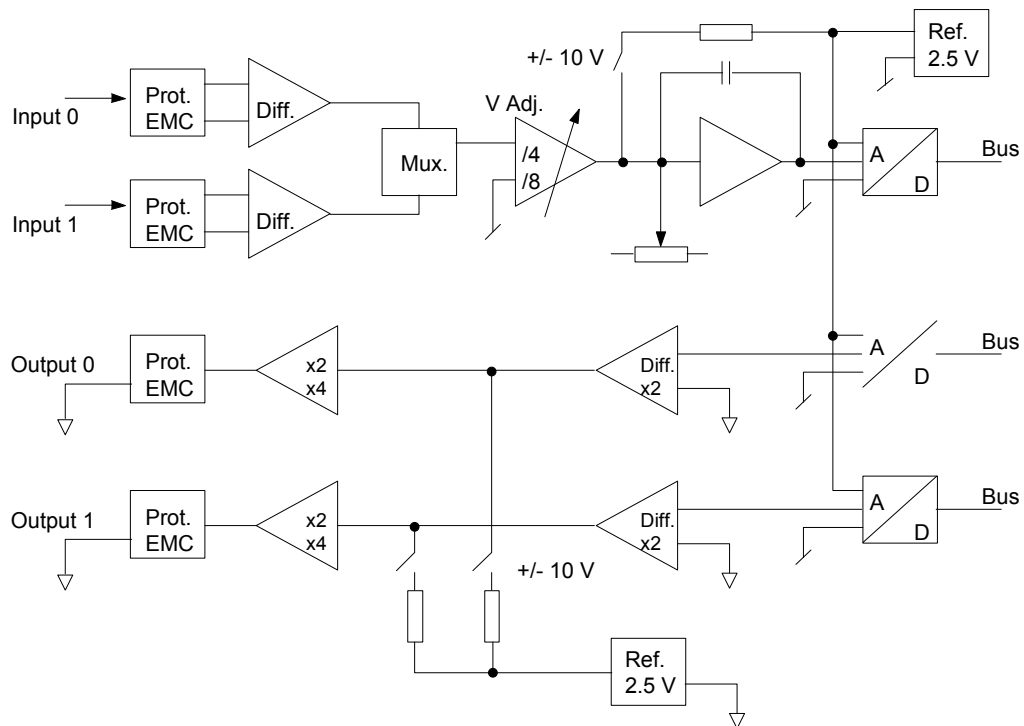 Ref.
2.5 V
+/- 10 V
Input 0
Prot.
EMC
Diff.
V Adj.
Mux.
/4
/8
A
D
Bus
Input 1
Prot.
EMC
Diff.
Output 0
Prot.
EMC
x2
x4
Diff.
x2
A
D
Bus
Output 1
Prot.
EMC
x2
x4
Diff.
x2
A
D
Bus
+/- 10 V
Ref.
2.5 V